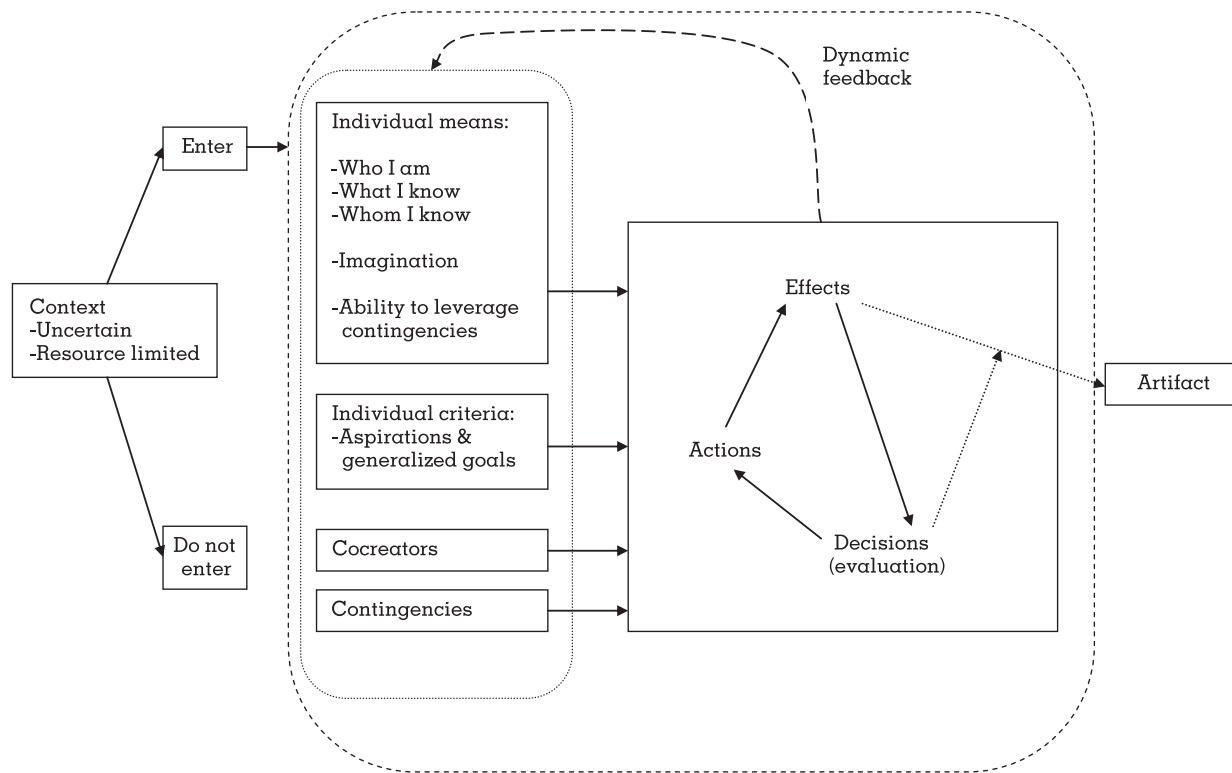 Dynamic
feedback
Individual means:
-Who I am
-What I know
-Whom I know
-Imagination
-Ability to leverage
contingencies
Enter
Context
-Uncertain
-Resource limited
Do not
enter
Individual criteria:
-Aspirations &
generalized goals
Cocreators
Contingencies
Effects
Actions
Decisions
(evaluation)
Artifact